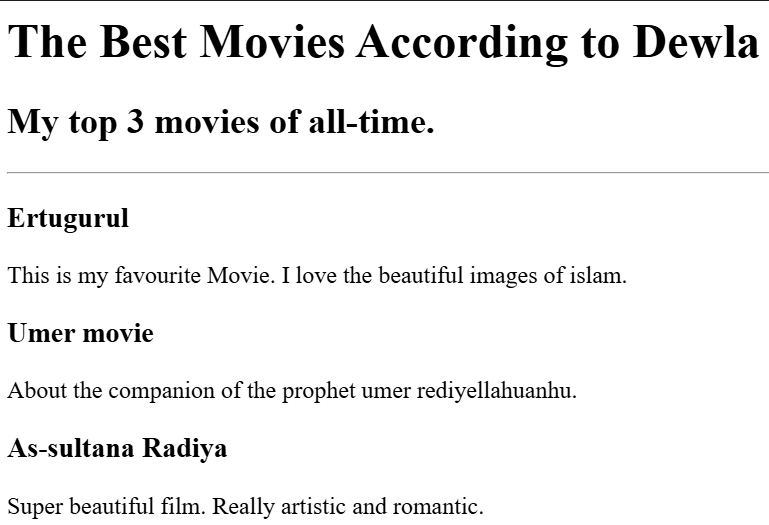 The Best Movies According to Dewla
My top 3 movies of all-time.
Ertugurul
This is my favourite Movie. I love the beautiful images of islam.
Umer movie
About the companion of the prophet umer rediyellahuanhu.
As-sultana Radiya
Super beautiful film. Really artistic and romantic.